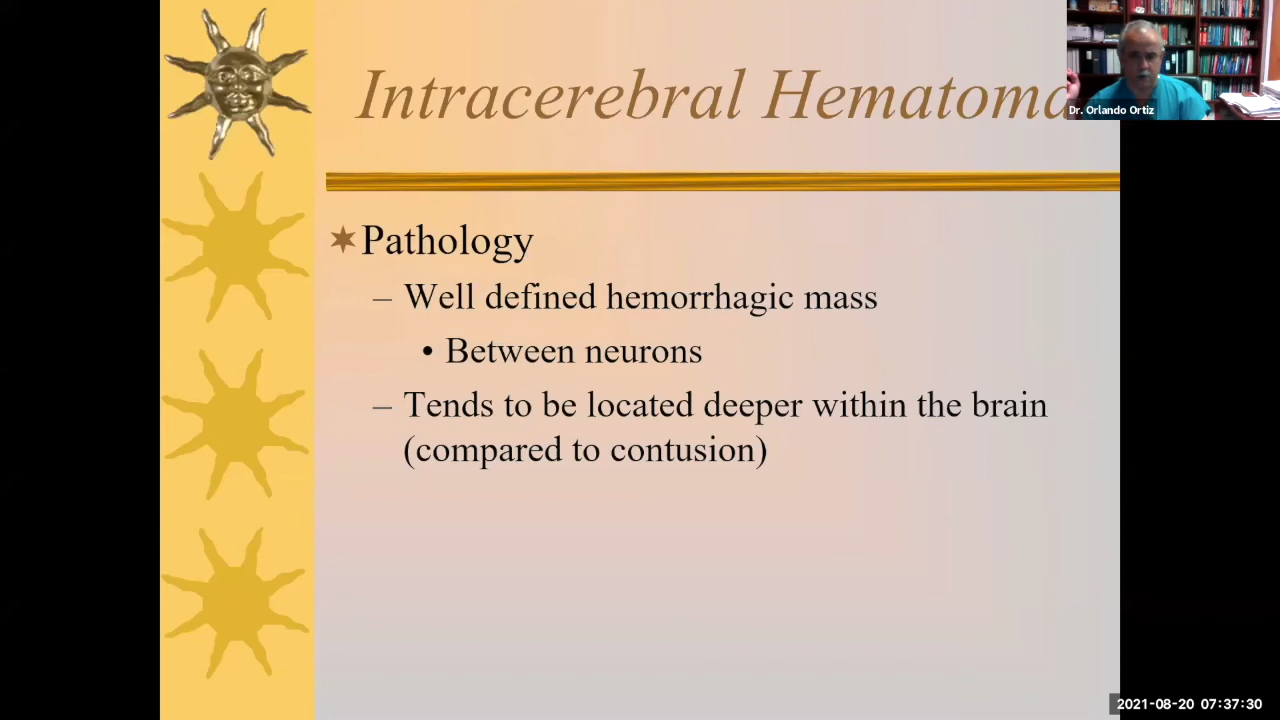 Intracerebral Hematoma
Dr. Orlando Ortiz
Pathology
– Well defined hemorrhagic mass
• Between neurons
– Tends to be located deeper within the brain
(compared to contusion)
2021-08-20 07:37:30